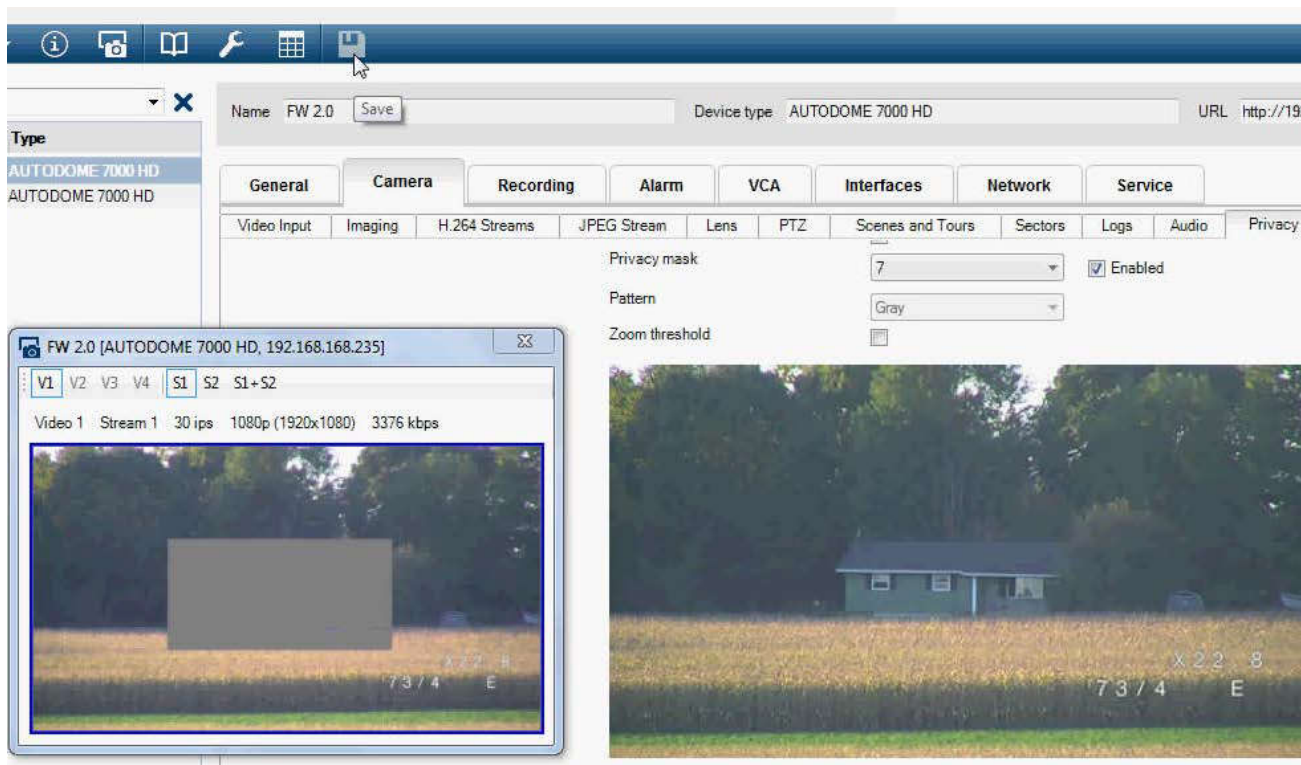 Save
Name FW 2.0 Device type AUTODOME 7000 HD URL http://19
Type
AUTODOME 7000 HD
AUTODOME 7000 HD
General Camera Recording Alarm VCA Interfaces Network Service
Video Input Imaging H.264 Streams JPEG Stream Lens PTZ Scenes and Tours Sectors Logs Audio Privacy
Privacy mask 7 Enabled
Pattern Gray
Zoom threshold
FW 2.0 [AUTODOME 7000 HD, 192.168.168.235]
V1 V2 V3 V4 S1 S2 S1+S2
Video 1 Stream 1 30 ips 1080p (1920x1080) 3376 kbps
X22 8
73/4 E
X22 8
73/4 E